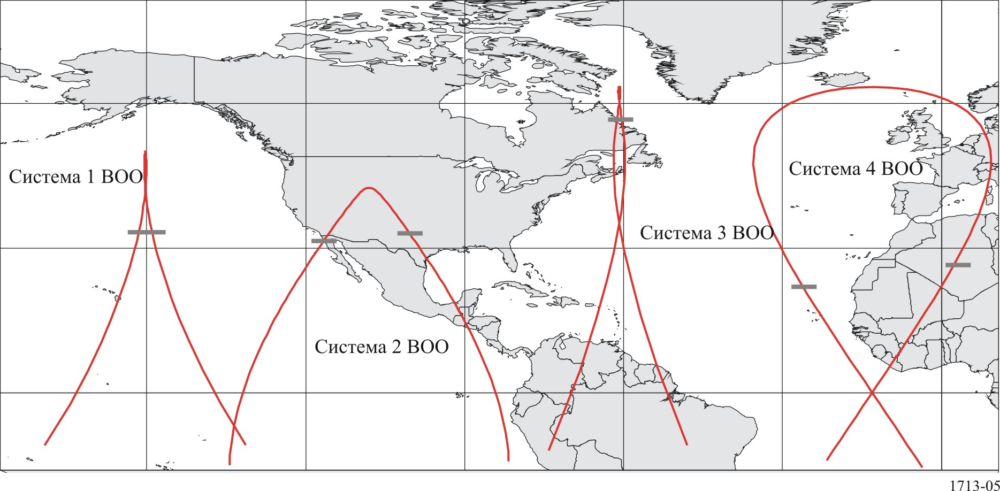 Система 1 ВОО
Система 4 ВОО
Система 3 ВОО
Система 2 ВОО
1713-05